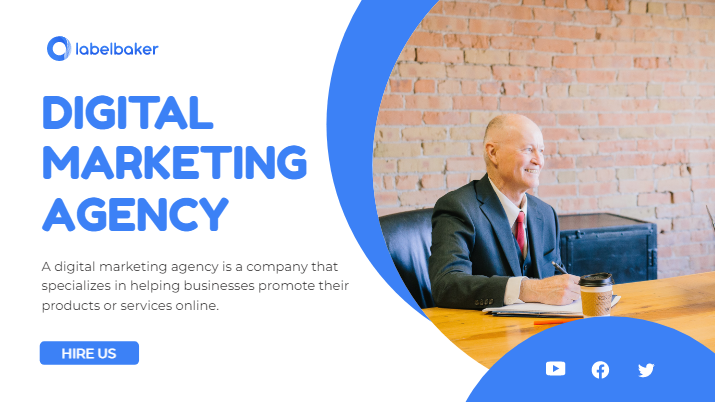 labelbaker
DIGITAL
MARKETING
AGENCY
A digital marketing agency is a company that
specializes in helping businesses promote their
products or services online.
HIRE US